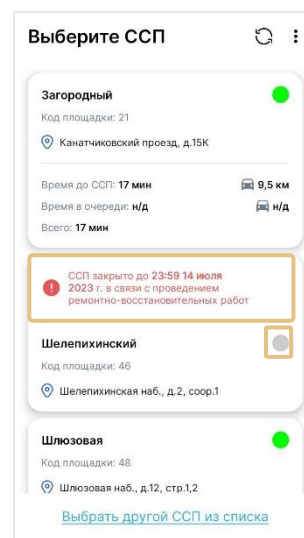 Выберите ССП
Загородный
Код площадки: 21
Канатчиковский проезд, д.15К
Время до ССП: 17 мин
9,5 км
Время в очереди: н/д
н/д
Всего: 17 мин
ССП закрыто до 23:59 14 июля
2023 г. в связи с проведением
ремонтно-восстановительных работ
Шелепихинский
Код площадки: 46
Шелепихинская наб., д.2, соор.1
Шлюзовая
Код площадки: 48
Шлюзовая наб., д.12, стр.1,2
Выбрать другой ССП из списка